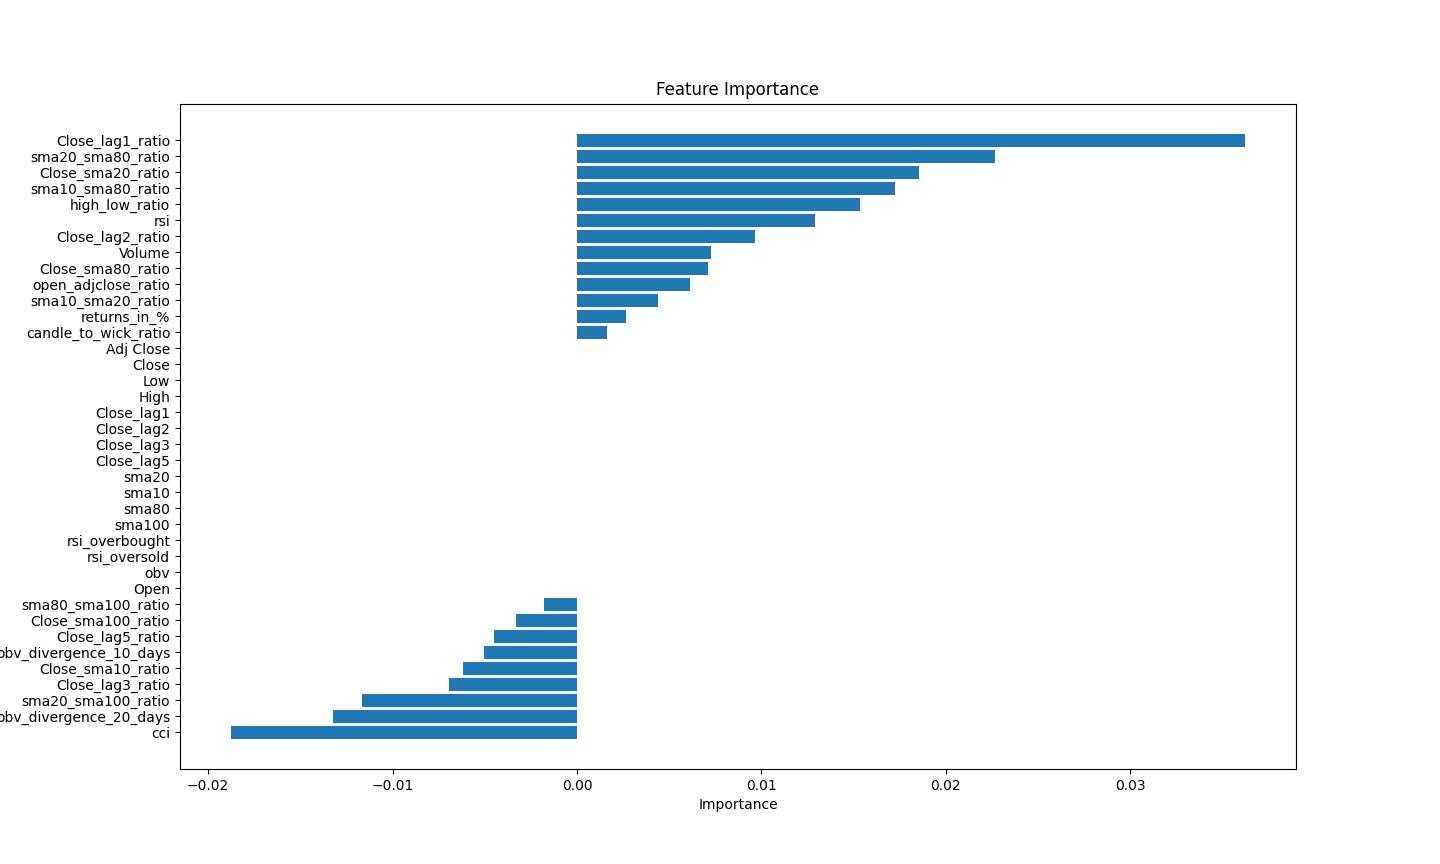 Feature Importance
Close_lag1_ratio
sma20_sma80_ratio
Close_sma20_ratio
sma10_sma80_ratio
high_low_ratio
rsi
Close_lag2_ratio
Volume
Close_sma80_ratio
open_adjclose_ratio
sma10_sma20_ratio
returns_in_%
candle_to_wick_ratio
Adj Close
Close
Low
High
Close_lag1
Close_lag2
Close_lag3
Close_lag5
sma20
sma10
sma80
sma100
rsi_overbought
rsi_oversold
obv
Open
sma80_sma100_ratio
Close_sma100_ratio
Close_lag5_ratio
obv_divergence_10_days
Close_sma10_ratio
Close_lag3_ratio
sma20_sma100_ratio
obv_divergence_20_days
cci
−0.02 −0.01 0.00 0.01 0.02 0.03
Importance